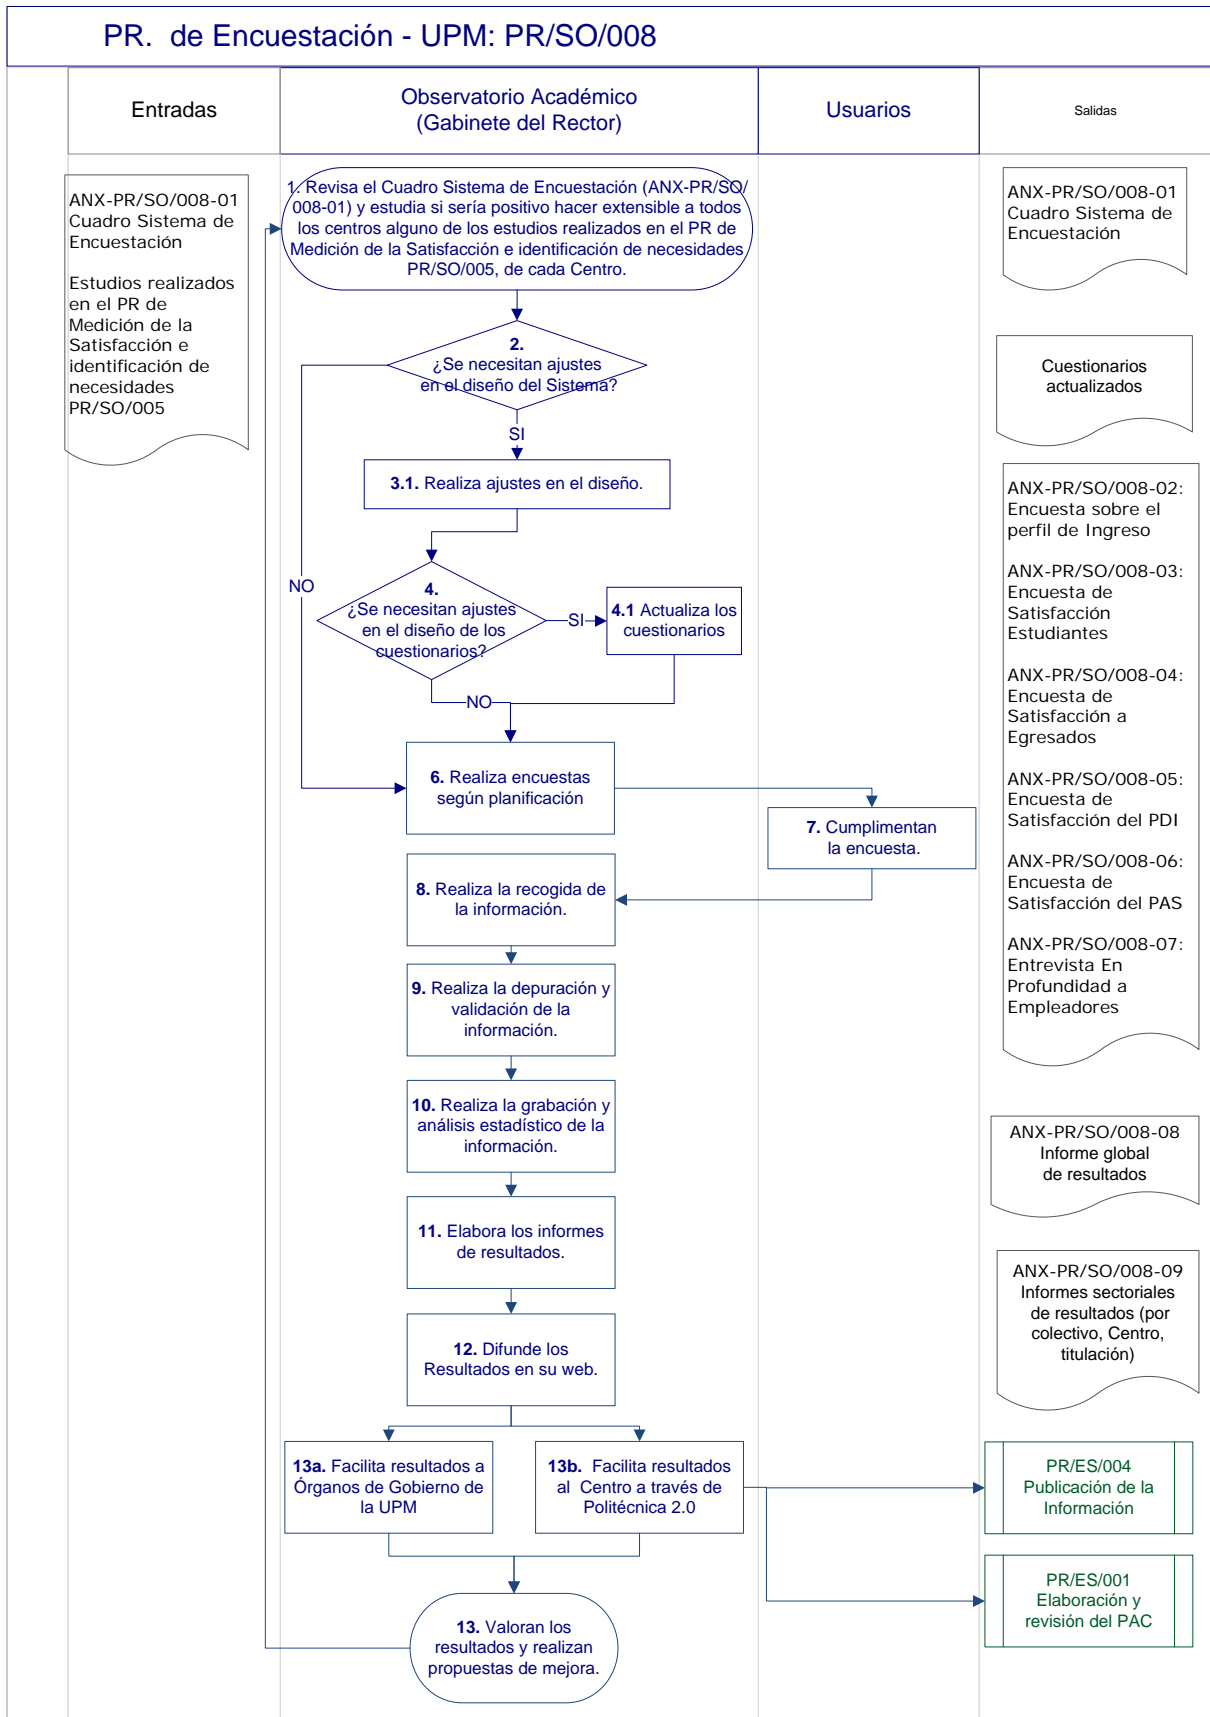 PR.  de Encuestación - UPM: PR/SO/008
Entradas
Observatorio Académico
(Gabinete del Rector)
Usuarios
Salidas
ANX-PR/SO/008-01
Cuadro Sistema de
Encuestación
Estudios realizados
en el PR de
Medición de la
Satisfacción e
identificación de
necesidades
PR/SO/005
1. Revisa el Cuadro Sistema de Encuestación (ANX-PR/SO/
008-01) y estudia si sería positivo hacer extensible a todos
los centros alguno de los estudios realizados en el PR de
Medición de la Satisfacción e identificación de necesidades
PR/SO/005, de cada Centro.
2.
¿Se necesitan ajustes
en el diseño del Sistema?
SI
NO
3.1. Realiza ajustes en el diseño.
4.
¿Se necesitan ajustes
en el diseño de los
cuestionarios?
SI
4.1 Actualiza los
cuestionarios
NO
6. Realiza encuestas
según planificación
7. Cumplimentan
la encuesta.
8. Realiza la recogida de
la información.
9. Realiza la depuración y
validación de la
información.
10. Realiza la grabación y
análisis estadístico de la
información.
11. Elabora los informes
de resultados.
12. Difunde los
Resultados en su web.
13a. Facilita resultados a
Órganos de Gobierno de
la UPM
13b.  Facilita resultados
al  Centro a través de
Politécnica 2.0
13. Valoran los
resultados y realizan
propuestas de mejora.
ANX-PR/SO/008-01
Cuadro Sistema de
Encuestación
Cuestionarios
actualizados
ANX-PR/SO/008-02:
Encuesta sobre el
perfil de Ingreso
ANX-PR/SO/008-03:
Encuesta de
Satisfacción
Estudiantes
ANX-PR/SO/008-04:
Encuesta de
Satisfacción a
Egresados
ANX-PR/SO/008-05:
Encuesta de
Satisfacción del PDI
ANX-PR/SO/008-06:
Encuesta de
Satisfacción del PAS
ANX-PR/SO/008-07:
Entrevista En
Profundidad a
Empleadores
ANX-PR/SO/008-08
Informe global
de resultados
ANX-PR/SO/008-09
Informes sectoriales
de resultados (por
colectivo, Centro,
titulación)
PR/ES/004
Publicación de la
Información
PR/ES/001
Elaboración y
revisión del PAC